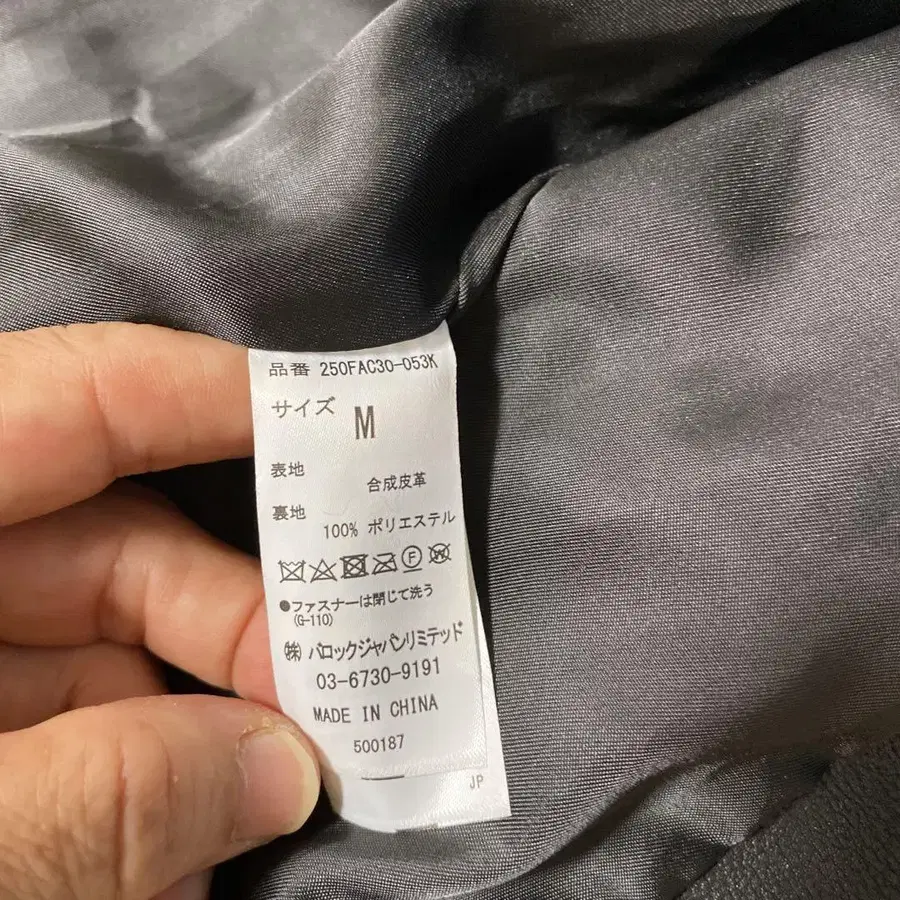 品番 250FAC30-053K
サイズ M
表地
合成皮革
裏地
100% ポリエステル
F W
●ファスナーは閉じて洗う
(G-110)
㈱バロックジャパンリミテッド
03-6730-9191
MADE IN CHINA
500187
JP